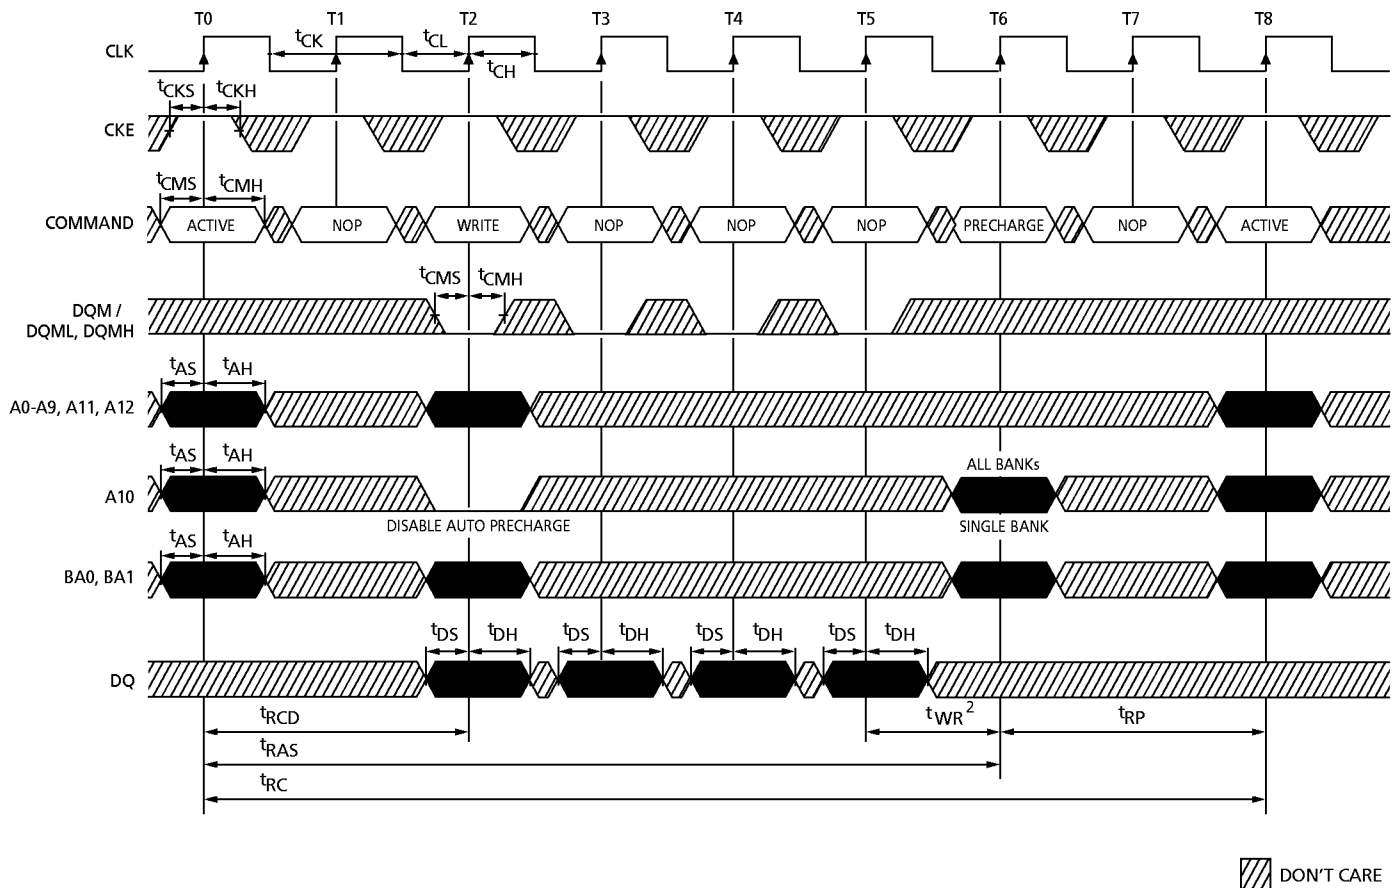 T0 T1 T2 T3 T4 T5 T6 T7 T8
CLK
tCK tCL
tCH
tCKS tCKH
CKE
tCMS tCMH
COMMAND ACTIVE NOP WRITE NOP NOP NOP PRECHARGE NOP ACTIVE
tCMS tCMH
DQM /
DQML, DQMH
tAS tAH
A0-A9, A11, A12
tAS tAH
ALL BANKs
A10
DISABLE AUTO PRECHARGE SINGLE BANK
tAS tAH
BA0, BA1
tDS tDH tDS tDH tDS tDH tDS tDH
DQ
tRCD tWR2 tRP
tRAS
tRC
DON'T CARE